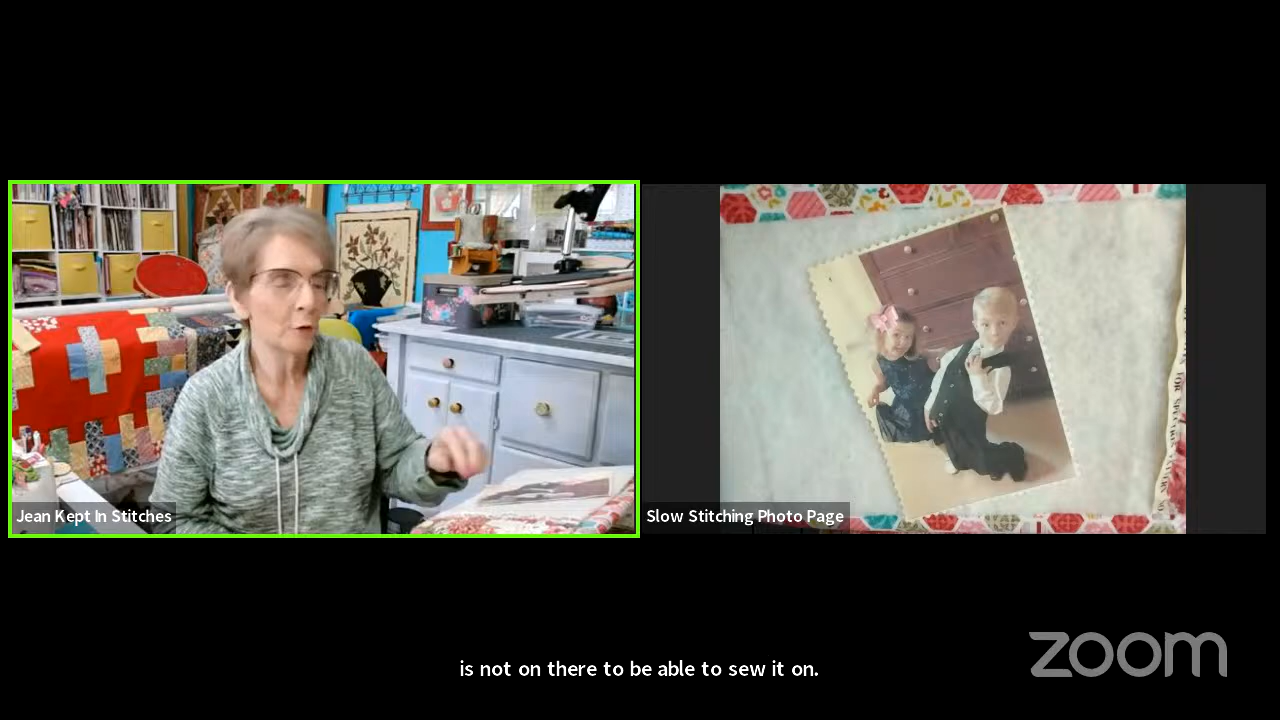 Jean Kept In Stitches
Slow Stitching Photo Page
is not on there to be able to sew it on.
zoom